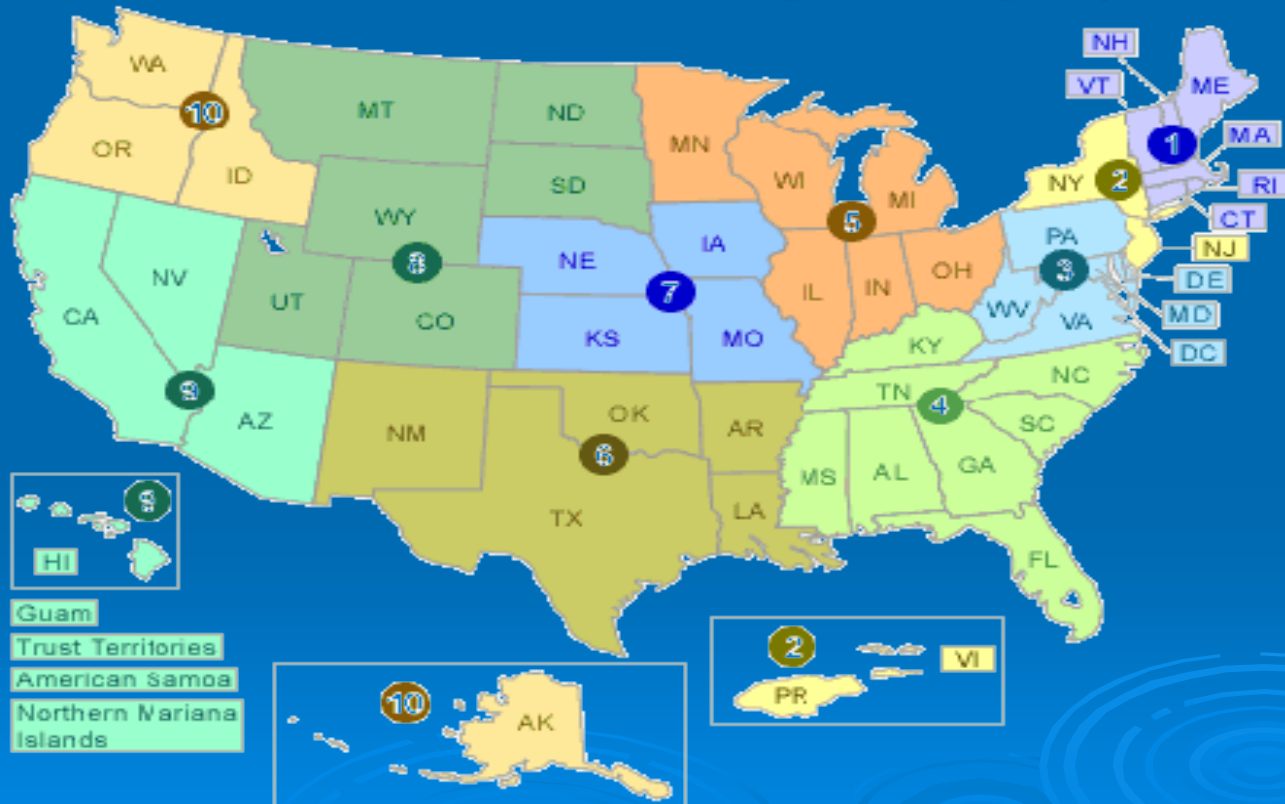 NH
ME
VT
WA
MT
ND
10
MN
1
MA
OR
ID
SD
WI
MI
NY
2
RI
WY
5
CT
PA
NJ
NV
8
NE
IA
7
3
DE
UT
CO
IL
IN
OH
WV
VA
MD
CA
KS
MO
KY
DC
9
AZ
NM
OK
AR
TN
4
NC
SC
6
MS
AL
GA
9
TX
LA
HI
FL
Guam
Trust Territories
American Samoa
Northern Mariana
Islands
10
AK
2
VI
PR